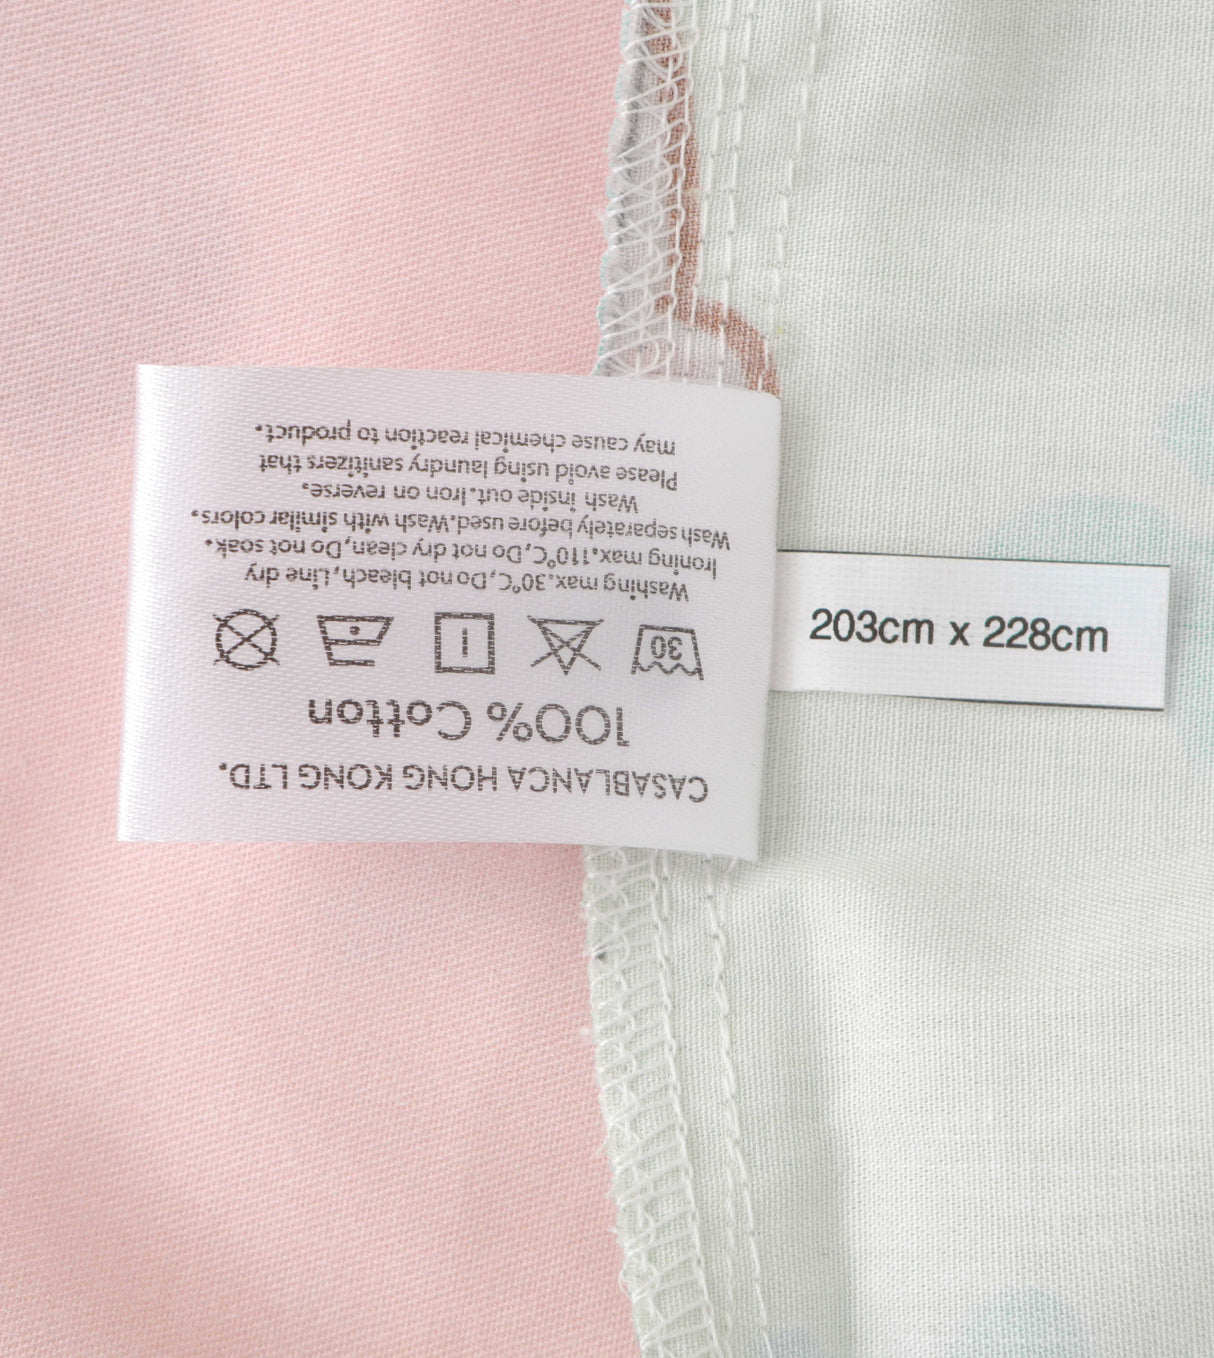 CASABLANCA HONG KONG LTD.
100% Cotton
30
Washing max.30°C,Do not bleach,Line dry
Ironing max.110°C,Do not dry clean,Do not soak.
Wash separately before used.Wash with similar colors.
Wash inside out.Iron on reverse.
Please avoid using laundry sanitizers that
may cause chemical reaction to product.
203cm x 228cm